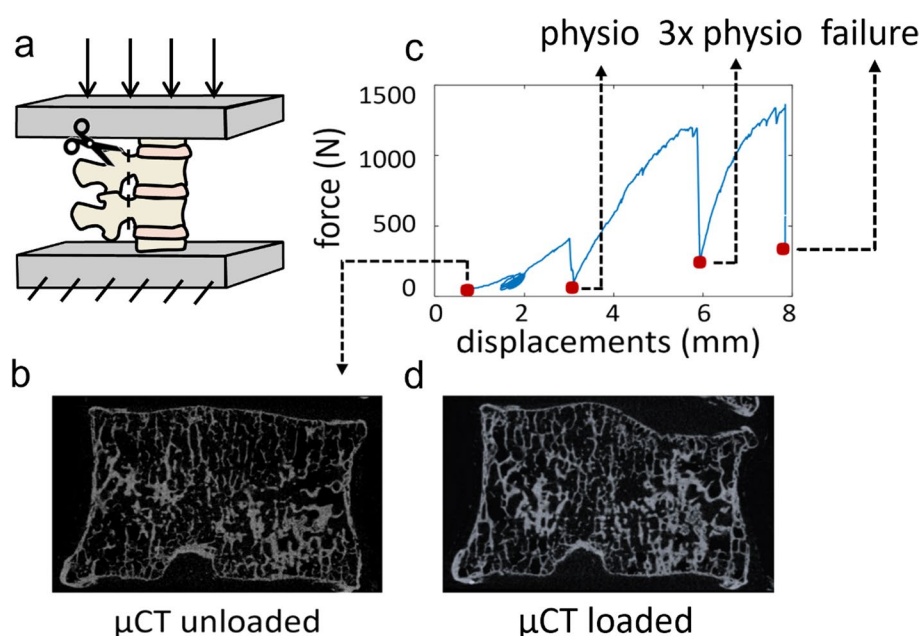 a
c
physio 3x physio failure
force (N)
1500
1000
500
0
0 2 4 6 8
displacements (mm)
b
d
µCT unloaded
µCT loaded